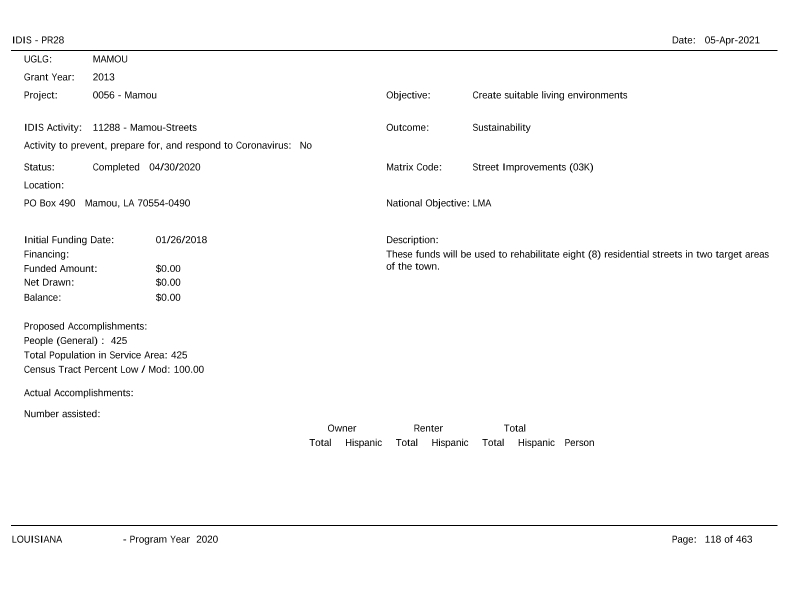 IDIS - PR28 Date: 05-Apr-2021
UGLG: MAMOU
Grant Year: 2013
Project: 0056 - Mamou Objective: Create suitable living environments
IDIS Activity: 11288 - Mamou-Streets Outcome: Sustainability
Activity to prevent, prepare for, and respond to Coronavirus: No
Status: Completed 04/30/2020 Matrix Code: Street Improvements (03K)
Location:
PO Box 490 Mamou, LA 70554-0490 National Objective: LMA
Initial Funding Date: 01/26/2018 Description:
Financing: These funds will be used to rehabilitate eight (8) residential streets in two target areas
of the town.
Funded Amount: $0.00
Net Drawn: $0.00
Balance: $0.00
Proposed Accomplishments:
People (General) : 425
Total Population in Service Area: 425
Census Tract Percent Low / Mod: 100.00
Actual Accomplishments:
Number assisted:
Owner Renter Total
Total Hispanic Total Hispanic Total Hispanic Person
LOUISIANA - Program Year 2020 Page: 118 of 463